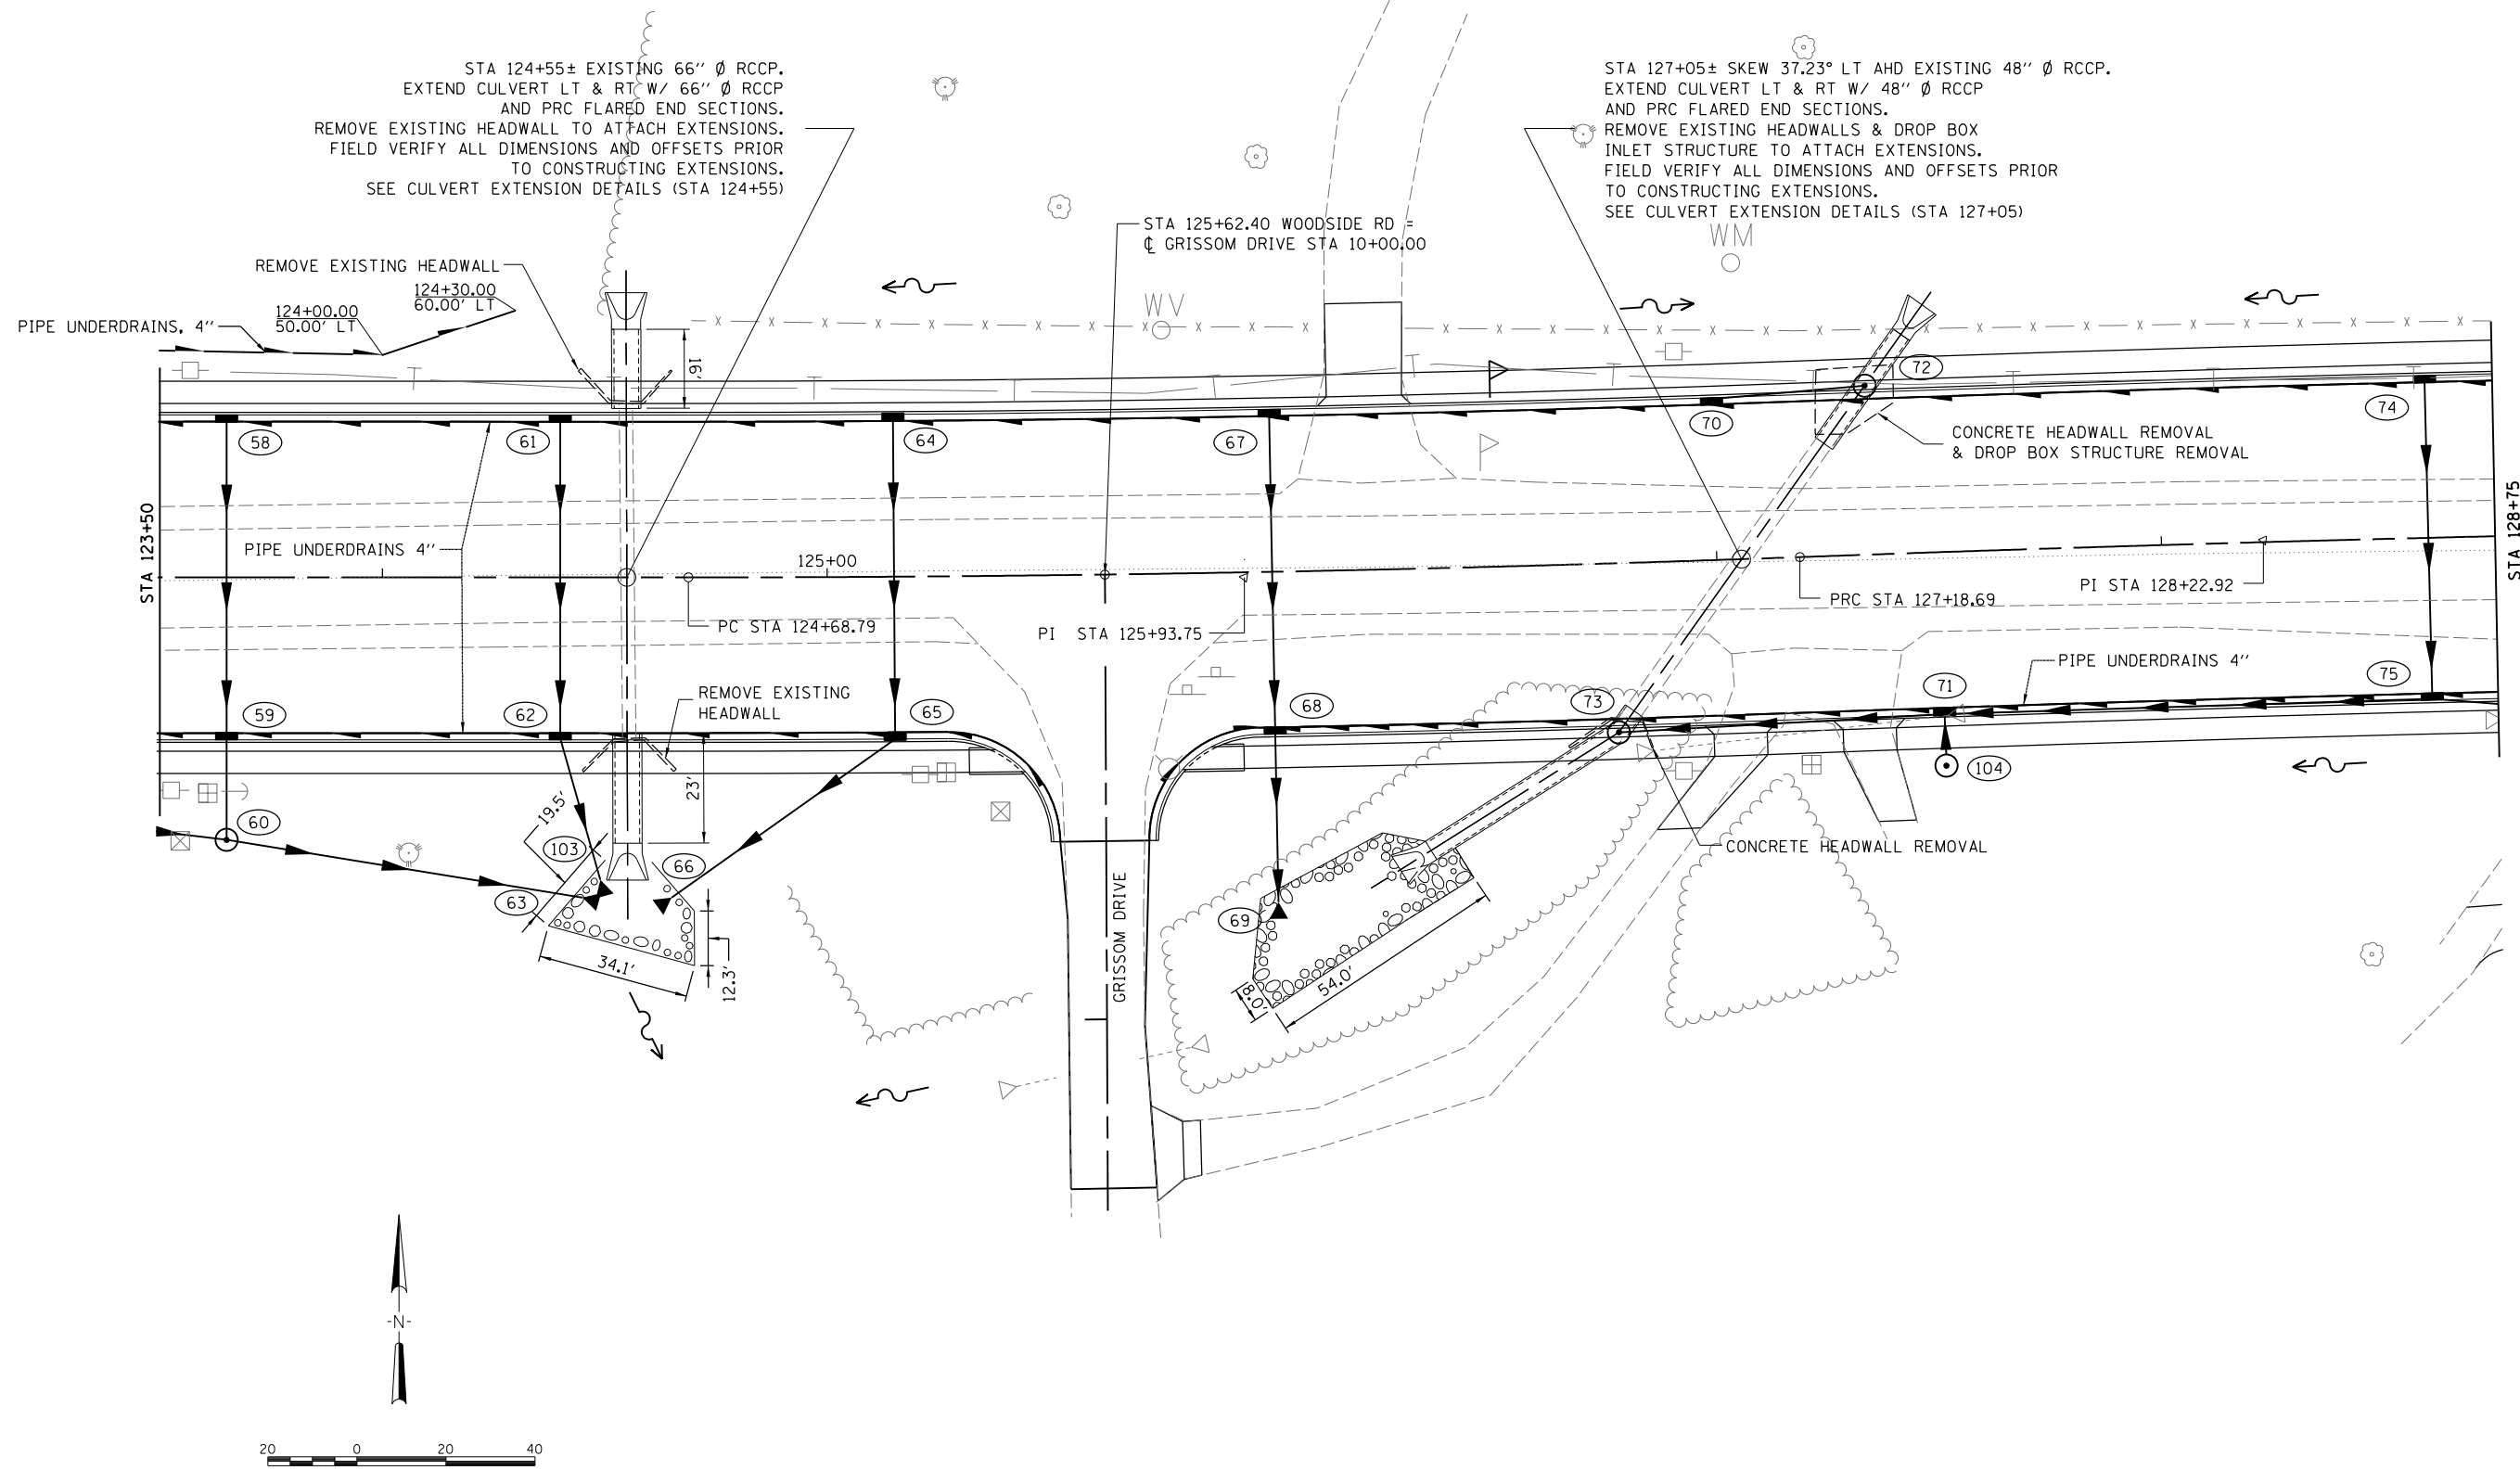 STA 124+55± EXISTING 66'' Ø RCCP.
EXTEND CULVERT LT & RT W/ 66'' Ø RCCP
AND PRC FLARED END SECTIONS.
REMOVE EXISTING HEADWALL TO ATTACH EXTENSIONS.
FIELD VERIFY ALL DIMENSIONS AND OFFSETS PRIOR
TO CONSTRUCTING EXTENSIONS.
SEE CULVERT EXTENSION DETAILS (STA 124+55)
STA 127+05± SKEW 37.23° LT AHD EXISTING 48'' Ø RCCP.
EXTEND CULVERT LT & RT W/ 48'' Ø RCCP
AND PRC FLARED END SECTIONS.
REMOVE EXISTING HEADWALLS & DROP BOX
INLET STRUCTURE TO ATTACH EXTENSIONS.
FIELD VERIFY ALL DIMENSIONS AND OFFSETS PRIOR
TO CONSTRUCTING EXTENSIONS.
SEE CULVERT EXTENSION DETAILS (STA 127+05)
STA 125+62.40 WOODSIDE RD =
℄ GRISSOM DRIVE STA 10+00.00
WM
WV
REMOVE EXISTING HEADWALL
124+30.00
60.00' LT
124+00.00
50.00' LT
PIPE UNDERDRAINS, 4''
16'
72
58
61
64
67
70
74
CONCRETE HEADWALL REMOVAL
& DROP BOX STRUCTURE REMOVAL
STA 123+50
STA 128+75
PIPE UNDERDRAINS 4''
125+00
PC STA 124+68.79
PI STA 125+93.75
PRC STA 127+18.69
PI STA 128+22.92
PIPE UNDERDRAINS 4''
REMOVE EXISTING
HEADWALL
59
62
65
68
73
71
75
104
23'
19.5'
60
103
66
63
69
34.1'
12.3'
CONCRETE HEADWALL REMOVAL
GRISSOM DRIVE
54.0'
8.0'
-N-
20 0 20 40